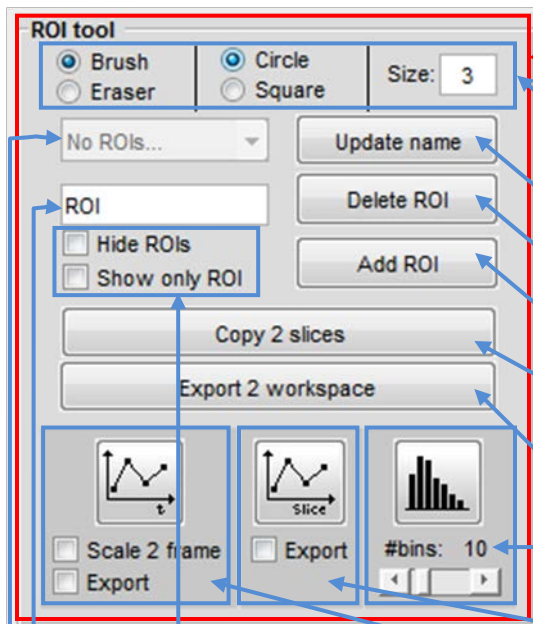 ROI tool
Brush
Circle
Size: 3
Eraser
Square
No ROIs...
Update name
ROI
Delete ROI
Hide ROIs
Show only ROI
Add ROI
Copy 2 slices
Export 2 workspace
t
Slice
Scale 2 frame
Export
#bins: 10
Export